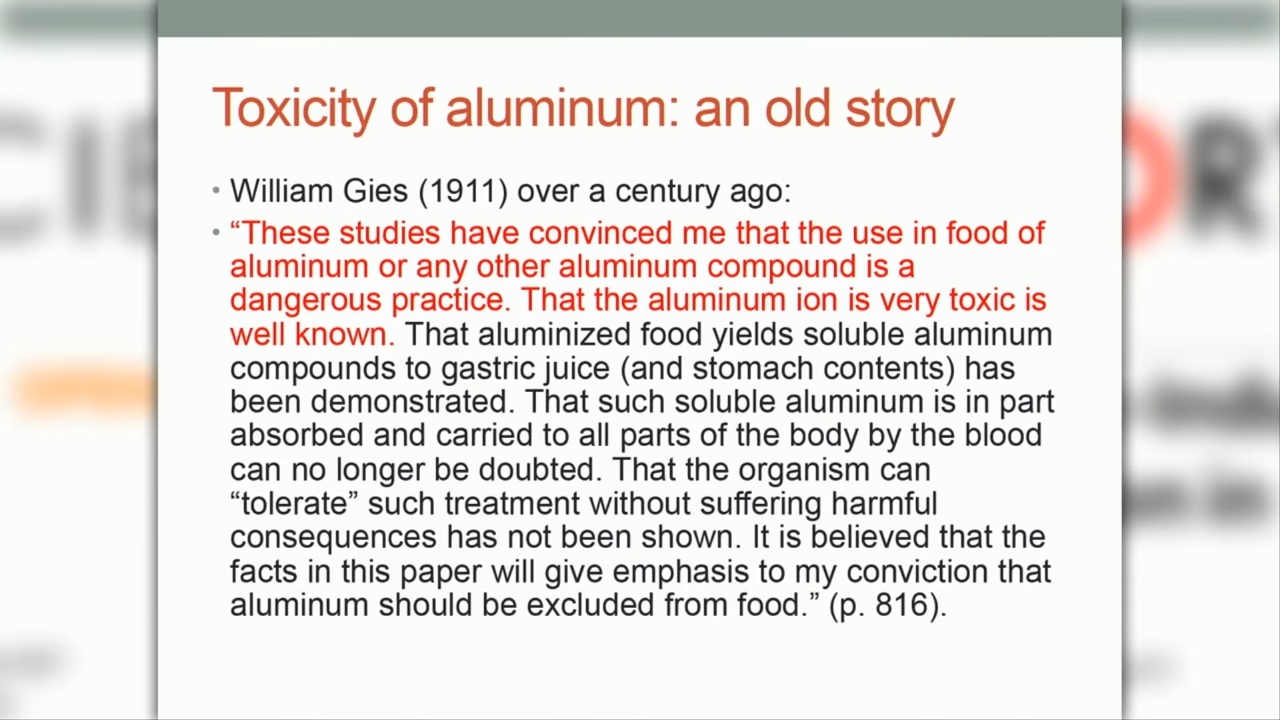 Toxicity of aluminum: an old story
• William Gies (1911) over a century ago:
• “These studies have convinced me that the use in food of
aluminum or any other aluminum compound is a
dangerous practice. That the aluminum ion is very toxic is
well known. That aluminized food yields soluble aluminum
compounds to gastric juice (and stomach contents) has
been demonstrated. That such soluble aluminum is in part
absorbed and carried to all parts of the body by the blood
can no longer be doubted. That the organism can
“tolerate” such treatment without suffering harmful
consequences has not been shown. It is believed that the
facts in this paper will give emphasis to my conviction that
aluminum should be excluded from food.” (p. 816).